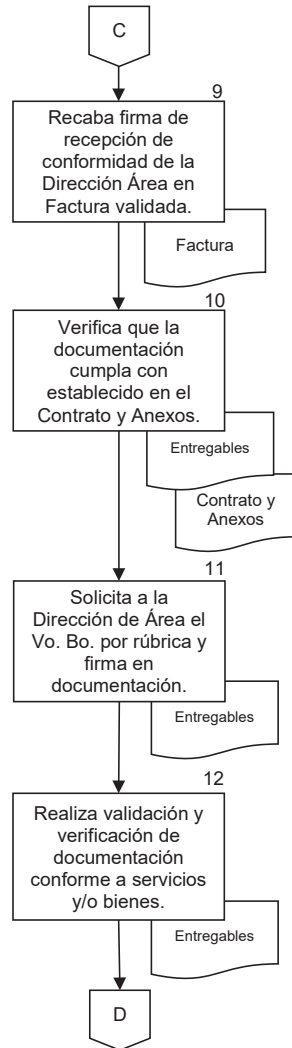 C
9
Recaba firma de
recepción de
conformidad de la
Dirección Área en
Factura validada.
Factura
10
Verifica que la
documentación
cumpla con
establecido en el
Contrato y Anexos.
Entregables
Contrato y
Anexos
11
Solicita a la
Dirección de Área el
Vo. Bo. por rúbrica y
firma en
documentación.
Entregables
12
Realiza validación y
verificación de
documentación
conforme a servicios
y/o bienes.
Entregables
D